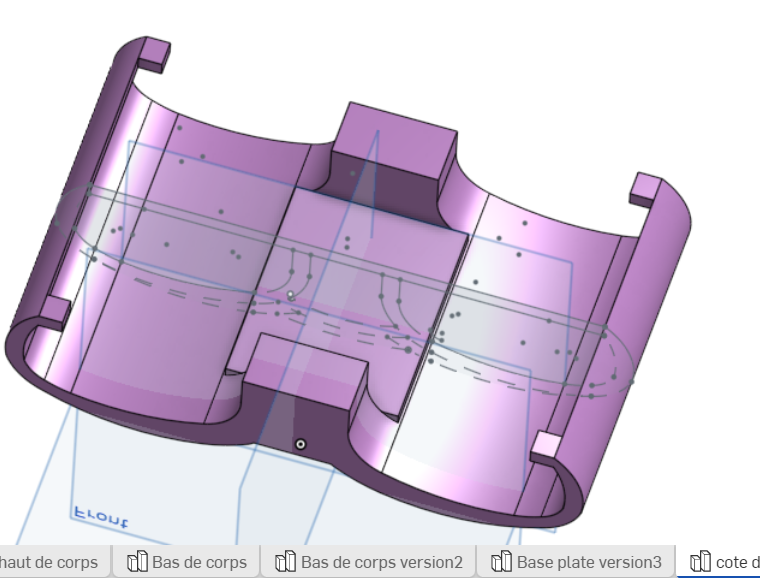 Front
haut de corps
Bas de corps
Bas de corps version2
Base plate version3
cote d